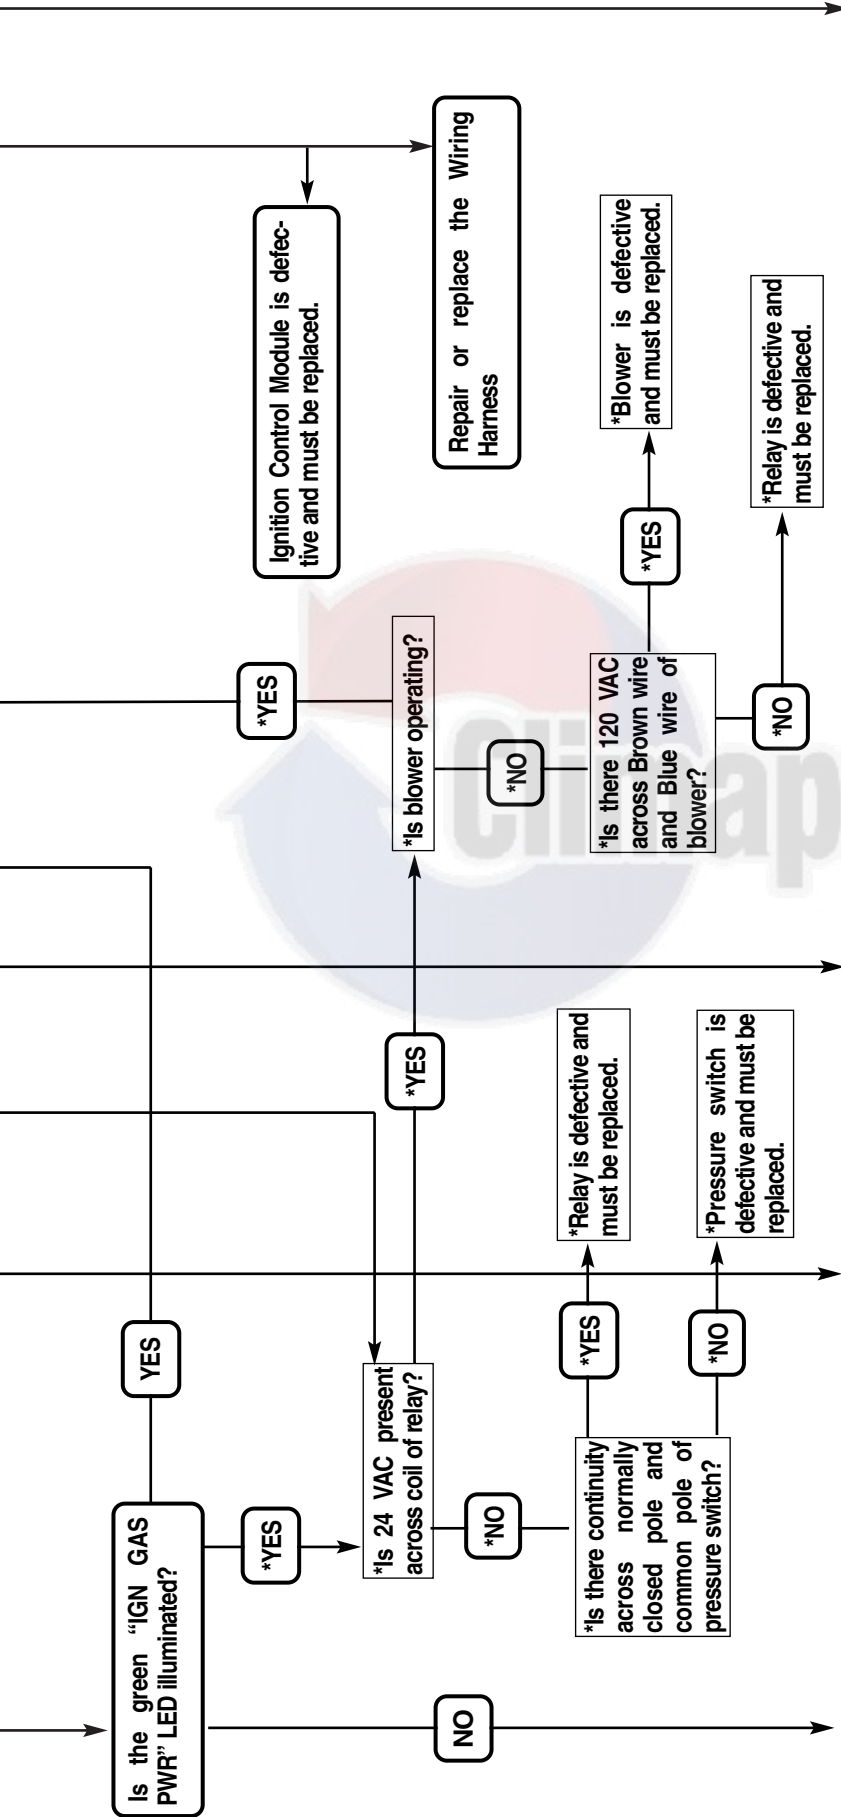 Is the green “IGN GAS
PWR” LED illuminated?
YES
*YES
NO
*Is 24 VAC present
across coil of relay?
*YES
*NO
*Is there continuity
across normally
closed pole and
common pole of
pressure switch?
*YES
*NO
*Relay is defective and
must be replaced.
*Pressure switch is
defective and must be
replaced.
*Is blower operating?
*YES
*NO
*Is there 120 VAC
across Brown wire
and Blue wire of
blower?
*YES
*NO
*Blower is defective
and must be replaced.
*Relay is defective and
must be replaced.
Ignition Control Module is defec-
tive and must be replaced.
Repair or replace the Wiring
Harness
Climap